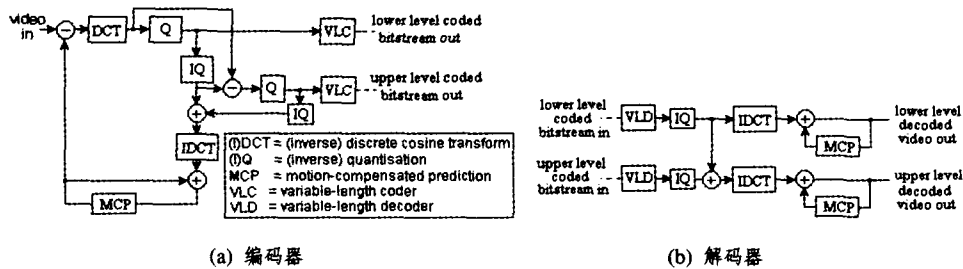 video
in
DCT
Q
VLC
lower level coded
bitstream out
IQ
Q
VLC
upper level coded
bitstream out
IQ
IDCT
MCP
(I)DCT = (inverse) discrete cosine transform
(I)Q = (inverse) quantisation
MCP = motion-compensated prediction
VLC = variable-length coder
VLD = variable-length decoder
(a) 编码器
lower level
coded
bitstream in
VLD
IQ
IDCT
MCP
lower level
decoded
video out
upper level
coded
bitstream in
VLD
IQ
IDCT
MCP
upper level
decoded
video out
(b) 解码器